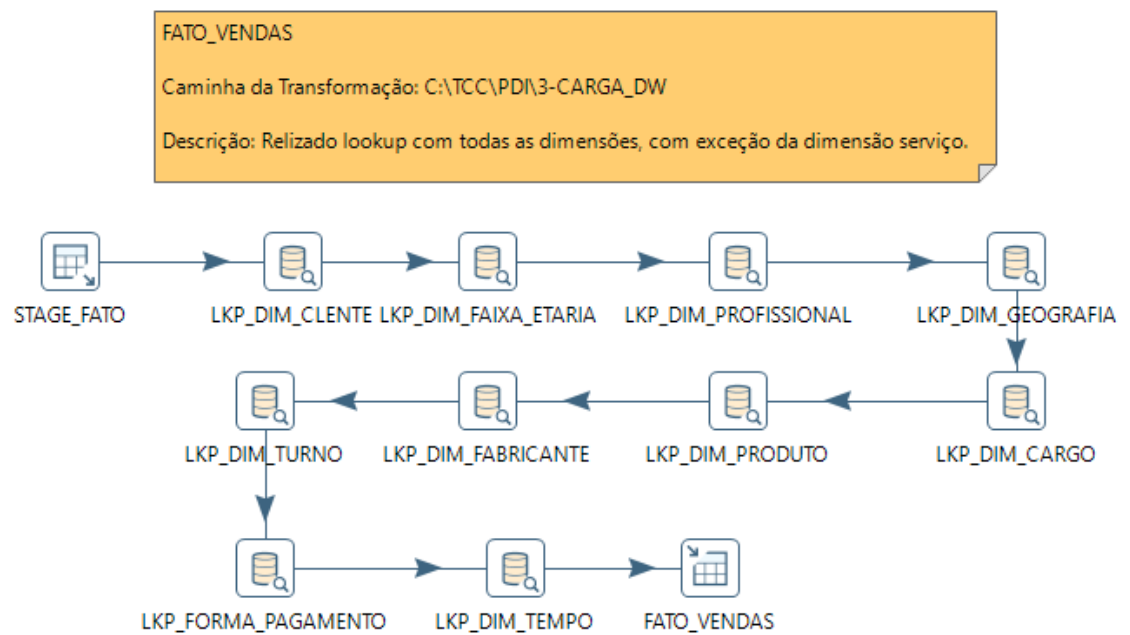 FATO_VENDAS
Caminha da Transformação: C:\TCC\PDI\3-CARGA_DW
Descrição: Relizado lookup com todas as dimensões, com exceção da dimensão serviço.
STAGE_FATO
LKP_DIM_CLENTE
LKP_DIM_FAIXA_ETARIA
LKP_DIM_PROFISSIONAL
LKP_DIM_GEOGRAFIA
LKP_DIM_TURNO
LKP_DIM_FABRICANTE
LKP_DIM_PRODUTO
LKP_DIM_CARGO
LKP_FORMA_PAGAMENTO
LKP_DIM_TEMPO
FATO_VENDAS